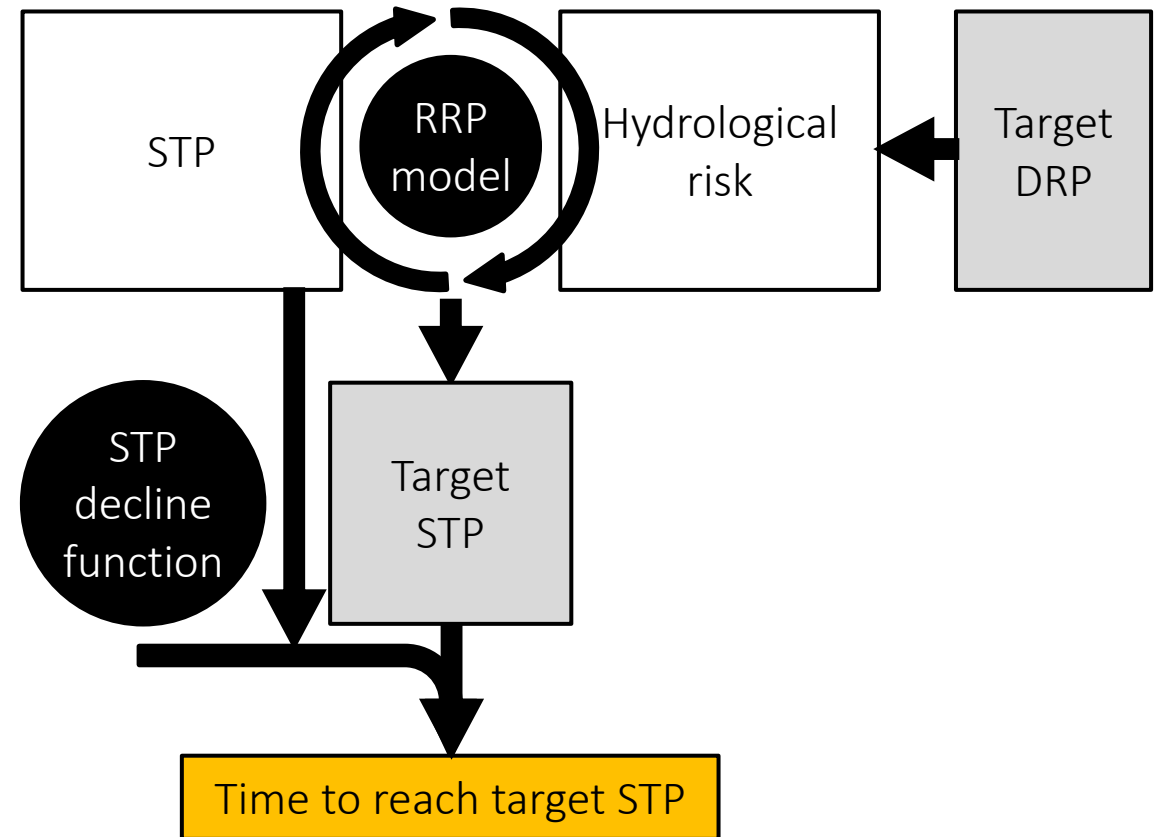 STP
RRP
model
Hydrological
risk
Target
DRP
STP
decline
function
Target
STP
Time to reach target STP